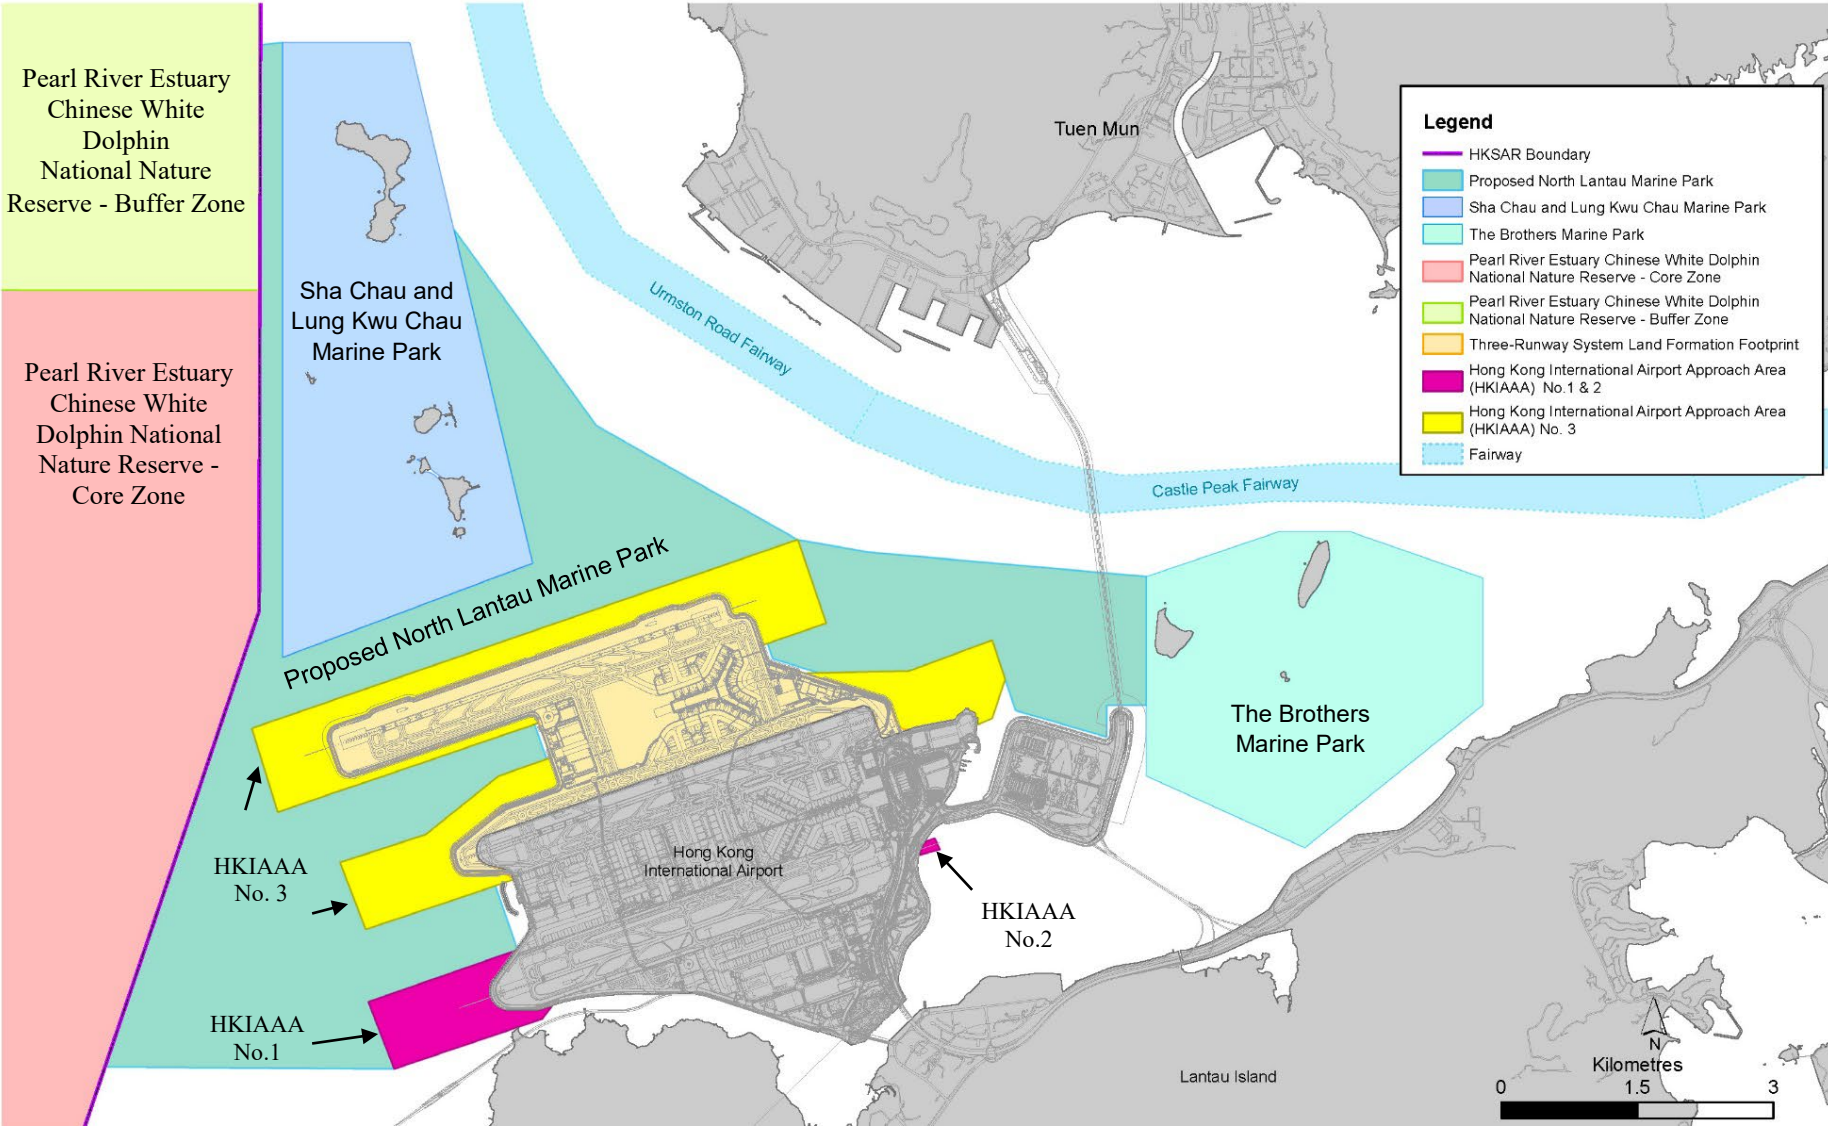 Pearl River Estuary
Chinese White
Dolphin
National Nature
Reserve - Buffer Zone
Pearl River Estuary
Chinese White
Dolphin National
Nature Reserve -
Core Zone
Sha Chau and
Lung Kwu Chau
Marine Park
Tuen Mun
Urmston Road Fairway
Castle Peak Fairway
Proposed North Lantau Marine Park
The Brothers
Marine Park
Hong Kong
International Airport
HKIAAA
No. 3
HKIAAA
No.2
HKIAAA
No.1
Lantau Island
Legend
HKSAR Boundary
Proposed North Lantau Marine Park
Sha Chau and Lung Kwu Chau Marine Park
The Brothers Marine Park
Pearl River Estuary Chinese White Dolphin
National Nature Reserve - Core Zone
Pearl River Estuary Chinese White Dolphin
National Nature Reserve - Buffer Zone
Three-Runway System Land Formation Footprint
Hong Kong International Airport Approach Area
(HKIAAA) No.1 & 2
Hong Kong International Airport Approach Area
(HKIAAA) No. 3
Fairway
N
Kilometres
0 1.5 3